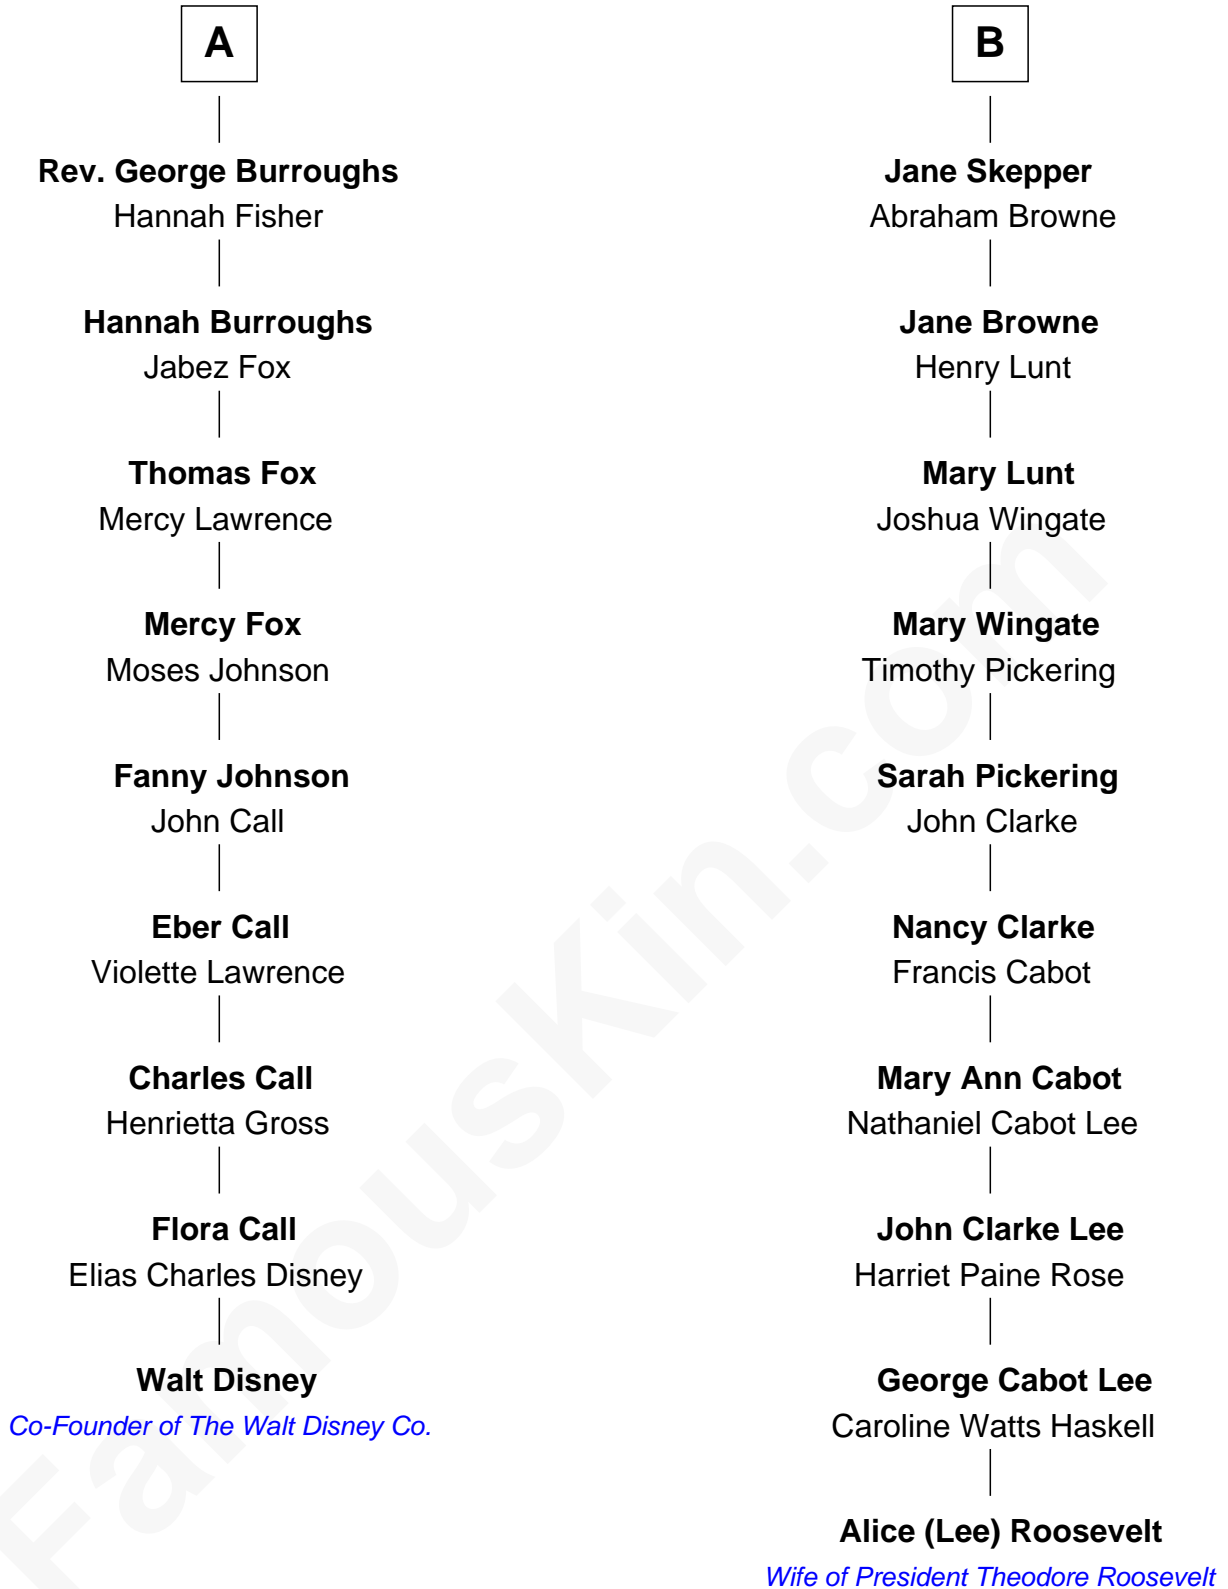 A
Rev. George Burroughs
Hannah Fisher
Hannah Burroughs
Jabez Fox
Thomas Fox
Mercy Lawrence
Mercy Fox
Moses Johnson
Fanny Johnson
John Call
Eber Call
Violette Lawrence
Charles Call
Henrietta Gross
Flora Call
Elias Charles Disney
Walt Disney
Co-Founder of The Walt Disney Co.
B
Jane Skepper
Abraham Browne
Jane Browne
Henry Lunt
Mary Lunt
Joshua Wingate
Mary Wingate
Timothy Pickering
Sarah Pickering
John Clarke
Nancy Clarke
Francis Cabot
Mary Ann Cabot
Nathaniel Cabot Lee
John Clarke Lee
Harriet Paine Rose
George Cabot Lee
Caroline Watts Haskell
Alice (Lee) Roosevelt
Wife of President Theodore Roosevelt
FamousKin.com